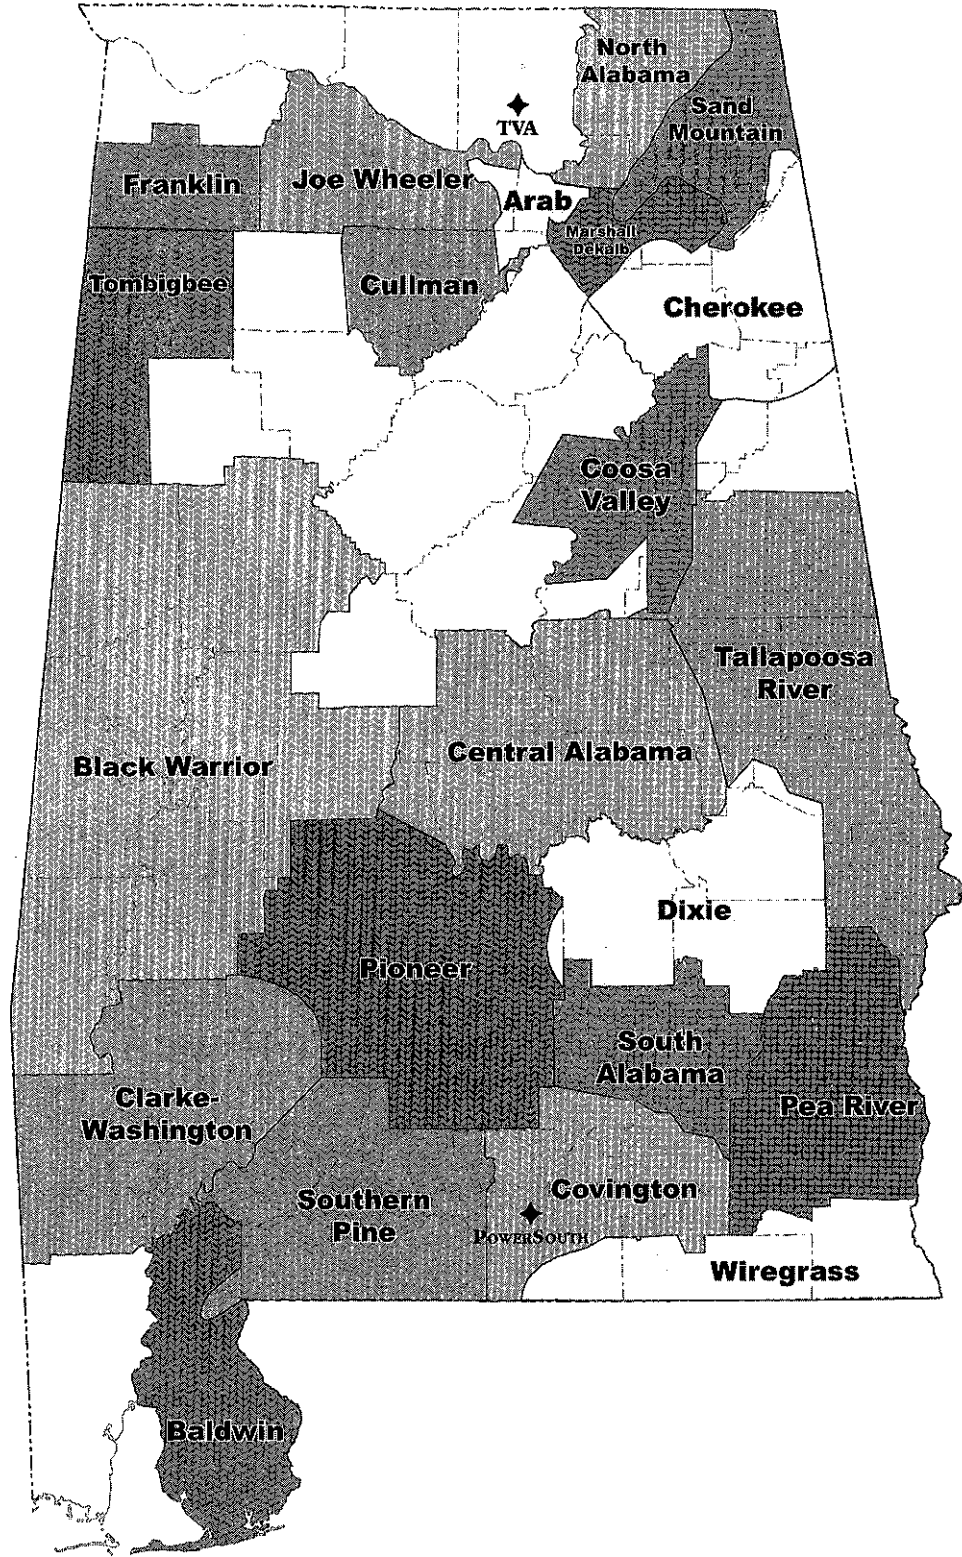 North
Alabama
Sand
Mountain
TVA
Franklin
Joe Wheeler
Arab
Marshall
Dekalb
Tombigbee
Cullman
Cherokee
Coosa
Valley
Tallapoosa
River
Central Alabama
Black Warrior
Dixie
Pioneer
South
Alabama
Clarke-
Washington
Pea River
Covington
Southern
Pine
PowerSouth
Wiregrass
Baldwin